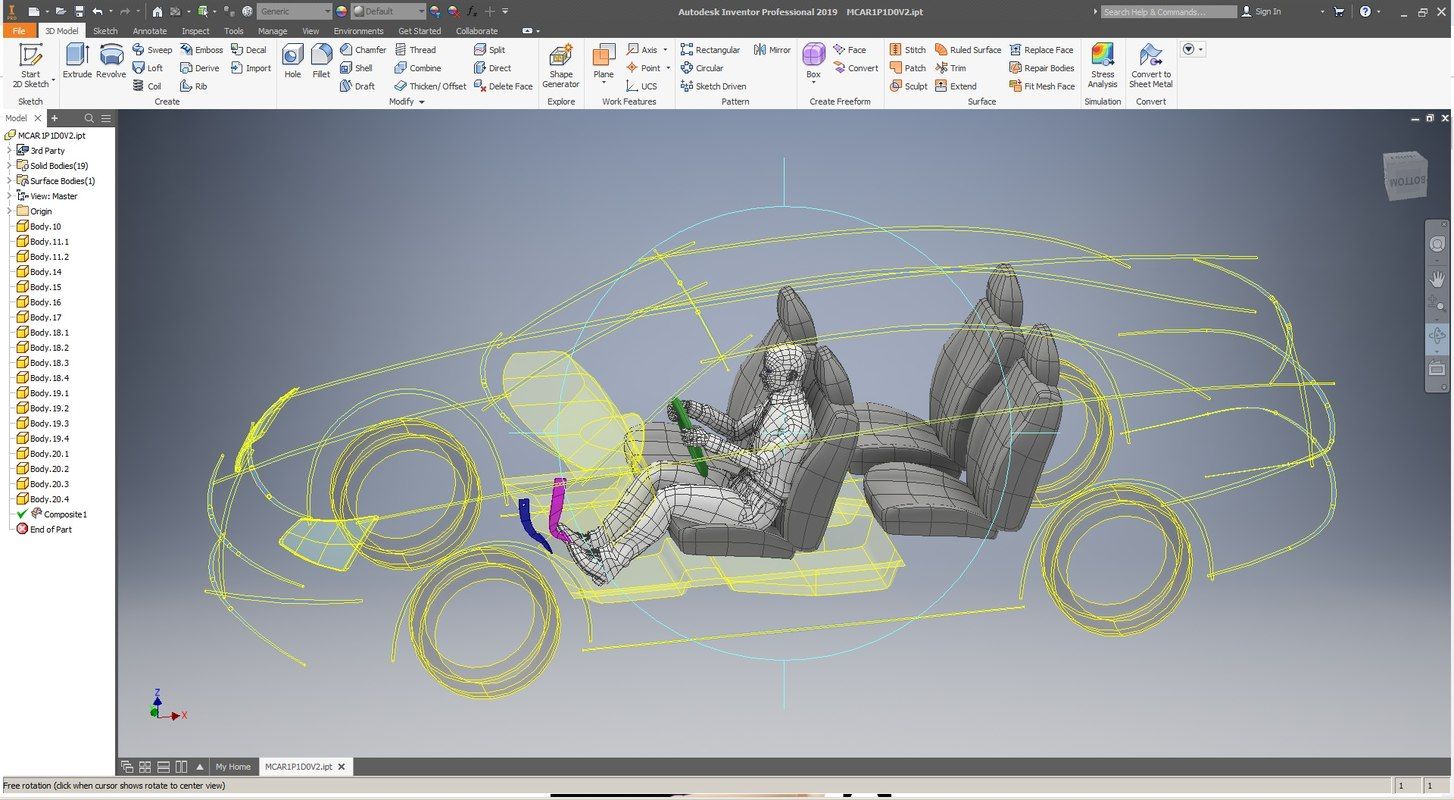 Generic
Default
Autodesk Inventor Professional 2019 MCAR1P1D0V2.ipt
Search Help & Commands...
Sign In
File 3D Model Sketch Annotate Inspect Tools Manage View Environments Get Started Collaborate
Start
2D Sketch
Extrude
Revolve
Sweep Emboss Decal
Loft Derive Import
Coil Rib
Hole
Fillet
Chamfer Thread Split
Shell Combine Direct
Draft Thicken/ Offset Delete Face
Shape
Generator
Plane
Axis
Point
UCS
Rectangular Mirror
Circular
Sketch Driven
Box
Face
Convert
Stitch Ruled Surface Replace Face
Patch Trim Repair Bodies
Sculpt Extend Fit Mesh Face
Stress
Analysis
Convert to
Sheet Metal
Sketch Create Modify Explore Work Features Pattern Create Freeform Surface Simulation Convert
Model
MCAR1P1D0V2.ipt
3rd Party
Solid Bodies(19)
Surface Bodies(1)
View: Master
Origin
Body.10
Body.11.1
Body.11.2
Body.14
Body.15
Body.16
Body.17
Body.18.1
Body.18.2
Body.18.3
Body.18.4
Body.19.1
Body.19.2
Body.19.3
Body.19.4
Body.20.1
Body.20.2
Body.20.3
Body.20.4
Composite1
End of Part
FRONT
BOTTOM
Z
X
My Home MCAR1P1D0V2.ipt
Free rotation (click when cursor shows rotate to center view)
1 1